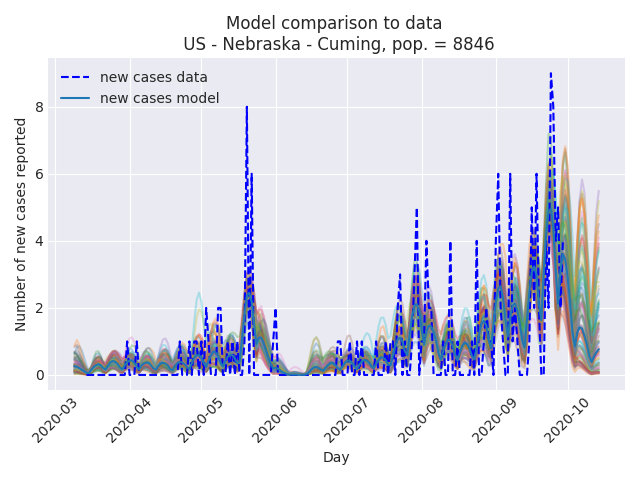 Model comparison to data
US - Nebraska - Cuming, pop. = 8846
new cases data
new cases model
Number of new cases reported
8
6
4
2
0
2020-03
2020-04
2020-05
2020-06
2020-07
2020-08
2020-09
2020-10
Day